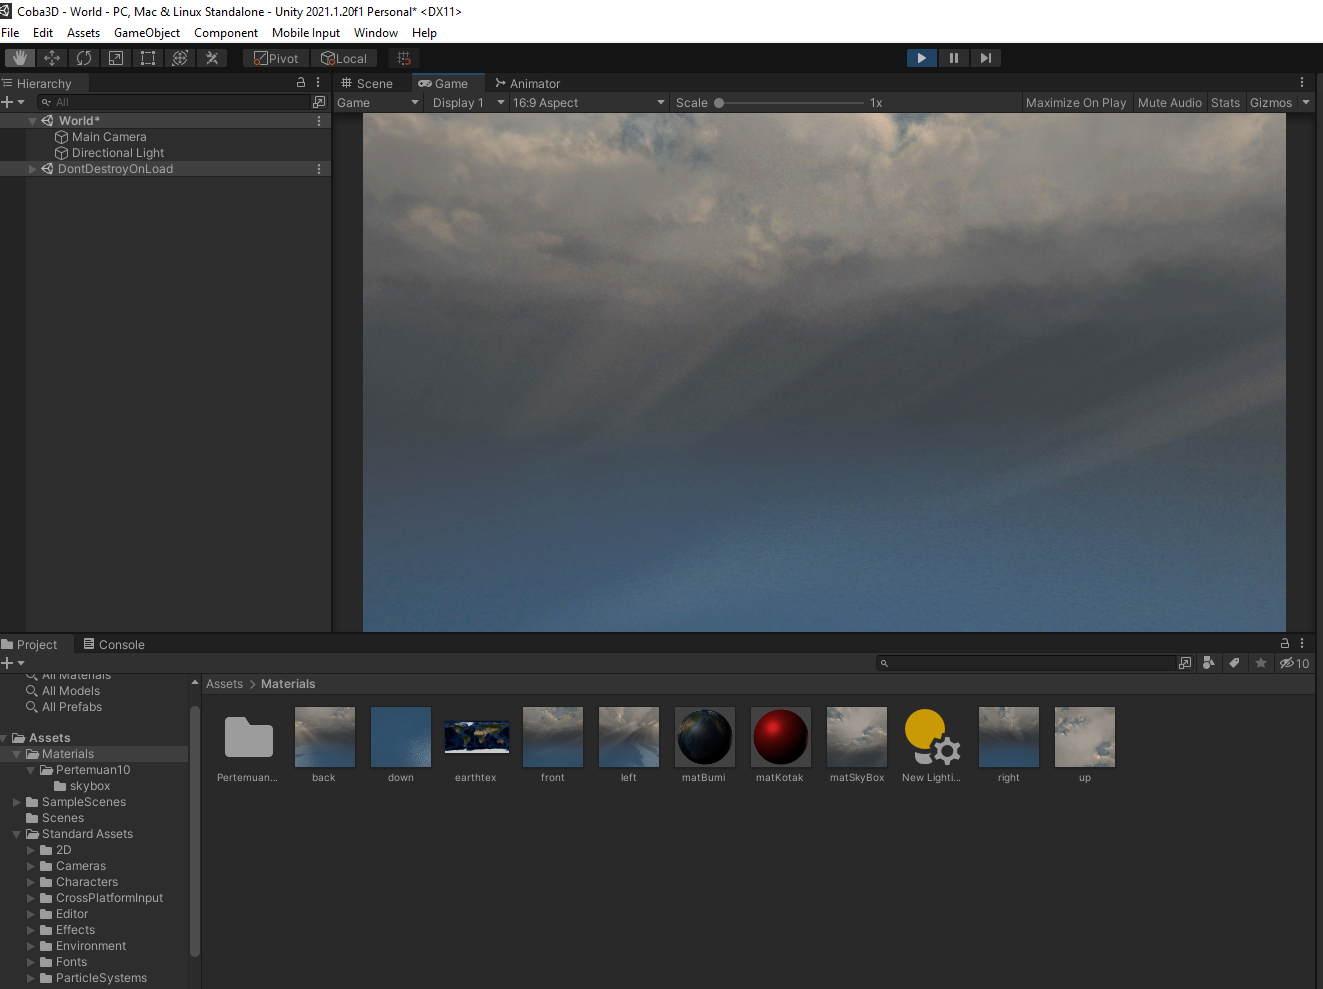 Coba3D - World - PC, Mac & Linux Standalone - Unity 2021.1.20f1 Personal* <DX11>
File Edit Assets GameObject Component Mobile Input Window Help
Pivot Local
Hierarchy
All
World*
Main Camera
Directional Light
DontDestroyOnLoad
Scene Game Animator
Game Display 1 16:9 Aspect Scale 1x Maximize On Play Mute Audio Stats Gizmos
Project Console
10
All Materials
All Models
All Prefabs
Assets
Materials
Pertemuan10
skybox
SampleScenes
Scenes
Standard Assets
2D
Cameras
Characters
CrossPlatformInput
Editor
Effects
Environment
Fonts
ParticleSystems
Assets > Materials
Pertemuan... back down earthtex front left matBumi matKotak matSkyBox New Lighti... right up